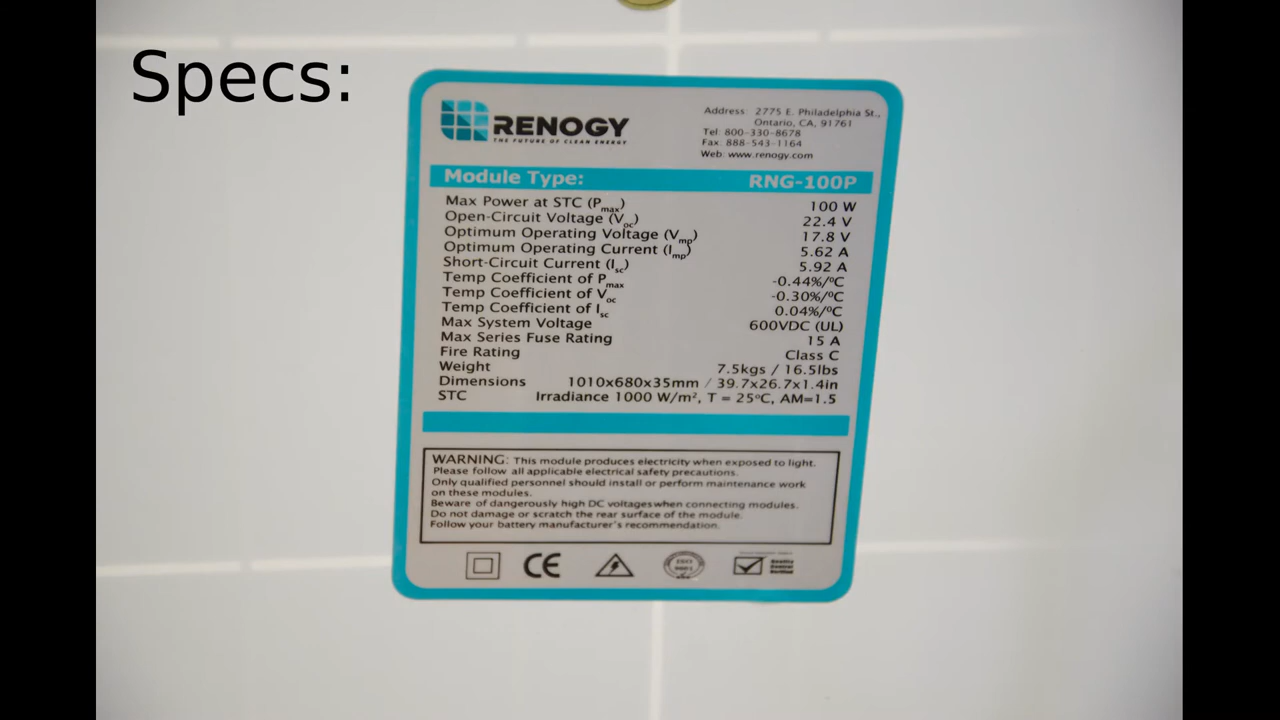 Specs:
RENOGY
THE FUTURE OF CLEAN ENERGY
Address: 2775 E. Philadelphia St.,
Ontario, CA, 91761
Tel: 800-330-8678
Fax: 888-543-1164
Web: www.renogy.com
Module Type: RNG-100P
Max Power at STC (Pmax) 100 W
Open-Circuit Voltage (Voc) 22.4 V
Optimum Operating Voltage (Vmp) 17.8 V
Optimum Operating Current (Imp) 5.62 A
Short-Circuit Current (Isc) 5.92 A
Temp Coefficient of Pmax -0.44%/ºC
Temp Coefficient of Voc -0.30%/ºC
Temp Coefficient of Isc 0.04%/ºC
Max System Voltage 600VDC (UL)
Max Series Fuse Rating 15 A
Fire Rating Class C
Weight 7.5kgs / 16.5lbs
Dimensions 1010x680x35mm / 39.7x26.7x1.4in
STC Irradiance 1000 W/m², T = 25ºC, AM=1.5
WARNING: This module produces electricity when exposed to light.
Please follow all applicable electrical safety precautions.
Only qualified personnel should install or perform maintenance work
on these modules.
Beware of dangerously high DC voltages when connecting modules.
Do not damage or scratch the rear surface of the module.
Follow your battery manufacturer's recommendation.
CE
ISO
9001
Quality
Control
Verified